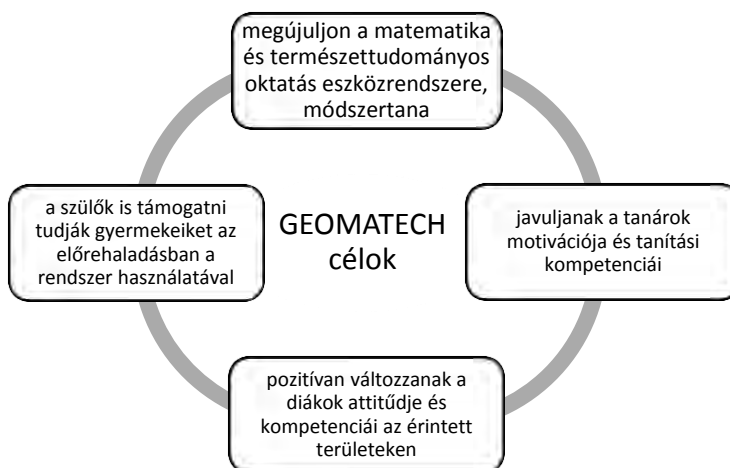 megújuljon a matematika
és természettudományos
oktatás eszközrendszere,
módszertana
a szülők is támogatni
tudják gyermekeiket az
előrehaladásban a
rendszer használatával
GEOMATECH
célok
javuljanak a tanárok
motivációja és tanítási
kompetenciái
pozitívan változzanak a
diákok attitűdje és
kompetenciái az érintett
területeken